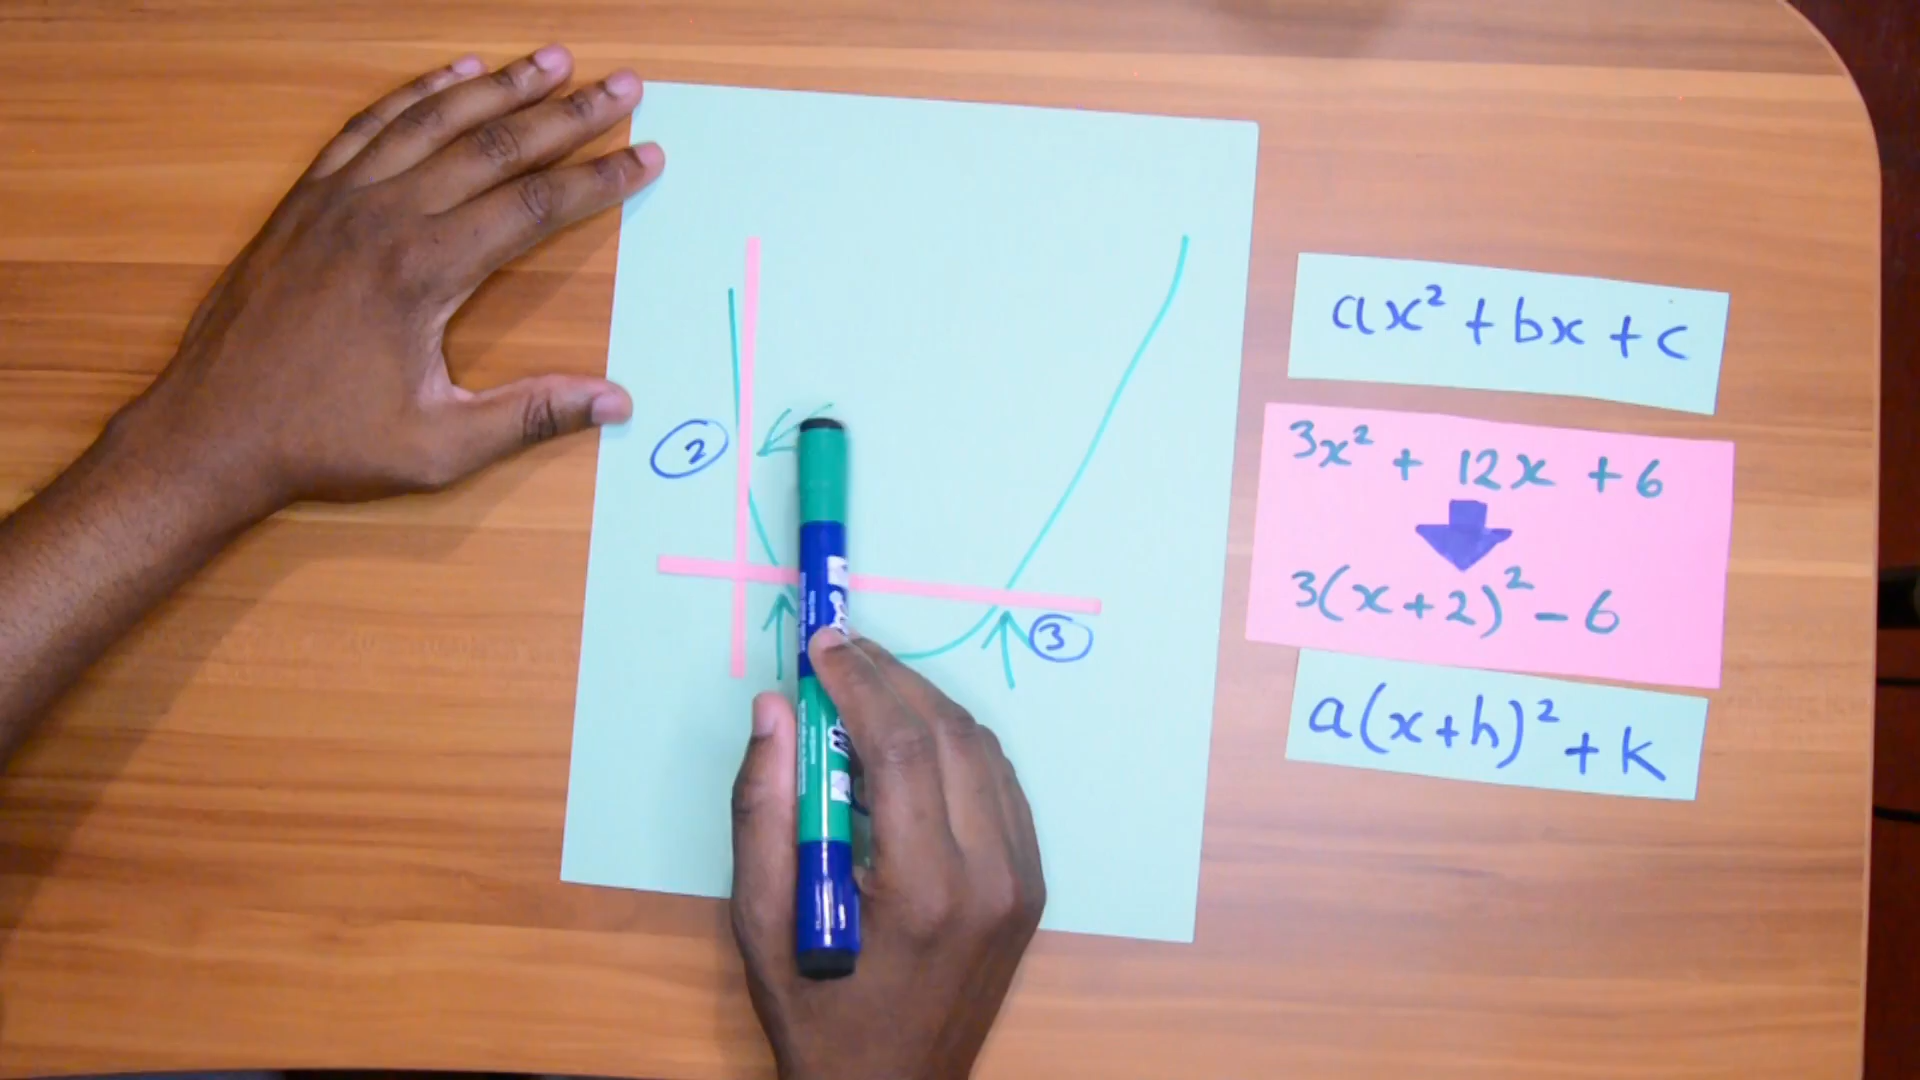 2
3
ax² + bx + c
3x² + 12x + 6
3(x+2)² - 6
a(x+h)² + k